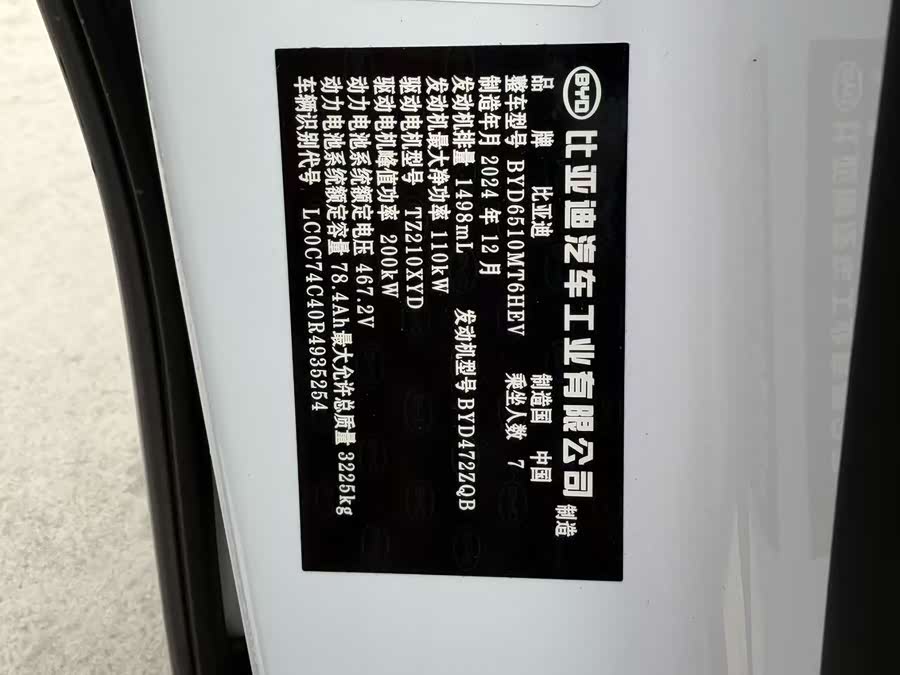 BYD 比亚迪汽车工业有限公司 制造
品牌 比亚迪 制造国 中国
整车型号 BYD6510MT6HEV 乘坐人数 7
制造年月 2024 年 12 月
发动机排量 1498mL 发动机型号 BYD472ZQB
发动机最大净功率 110kW
驱动电机型号 TZ210XYD
驱动电机峰值功率 200kW
动力电池系统额定电压 467.2V
动力电池系统额定容量 78.4Ah 最大允许总质量 3225kg
车辆识别代号 LC0C74C40R4935254